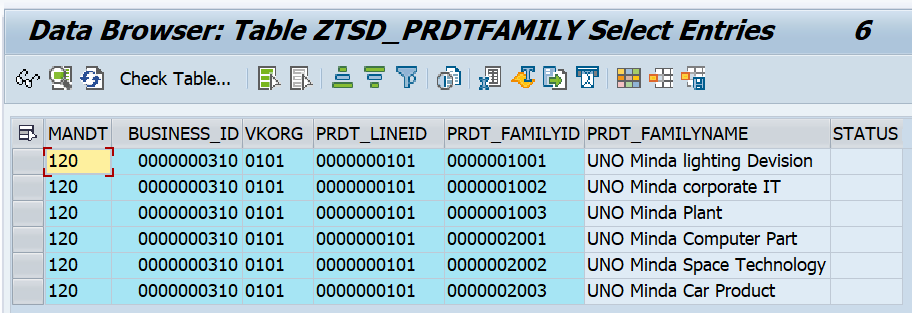 Data Browser: Table ZTSD_PRDTFAMILY Select Entries 6
Check Table...
MANDT BUSINESS_ID VKORG PRDT_LINEID PRDT_FAMILYID PRDT_FAMILYNAME STATUS
120 0000000310 0101 0000000101 0000001001 UNO Minda lighting Devision
120 0000000310 0101 0000000101 0000001002 UNO Minda corporate IT
120 0000000310 0101 0000000101 0000001003 UNO Minda Plant
120 0000000310 0101 0000000101 0000002001 UNO Minda Computer Part
120 0000000310 0101 0000000101 0000002002 UNO Minda Space Technology
120 0000000310 0101 0000000101 0000002003 UNO Minda Car Product